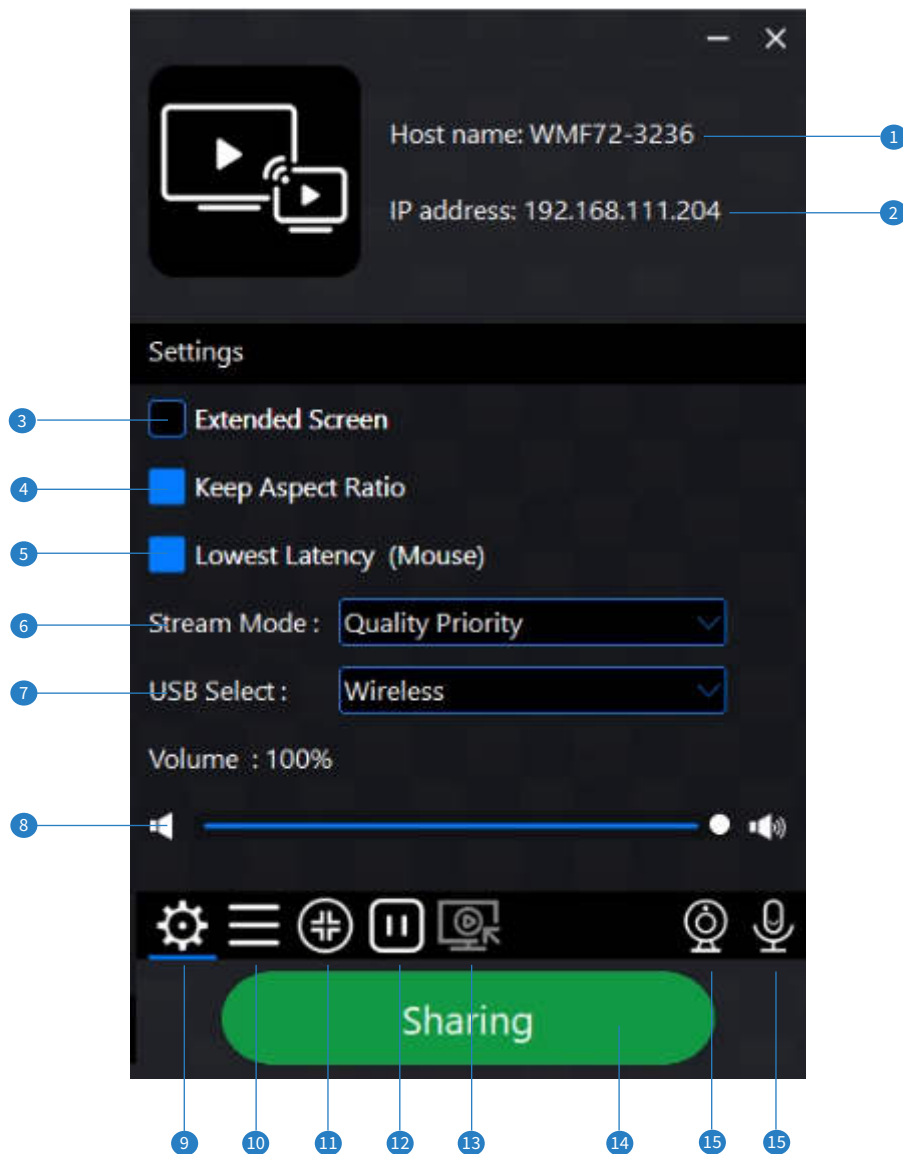 Host name: WMF72-3236
1
IP address: 192.168.111.204
2
Settings
3
Extended Screen
4
Keep Aspect Ratio
5
Lowest Latency (Mouse)
6
Stream Mode : Quality Priority
7
USB Select : Wireless
Volume : 100%
8
Sharing
9 10 11 12 13 14 15 15